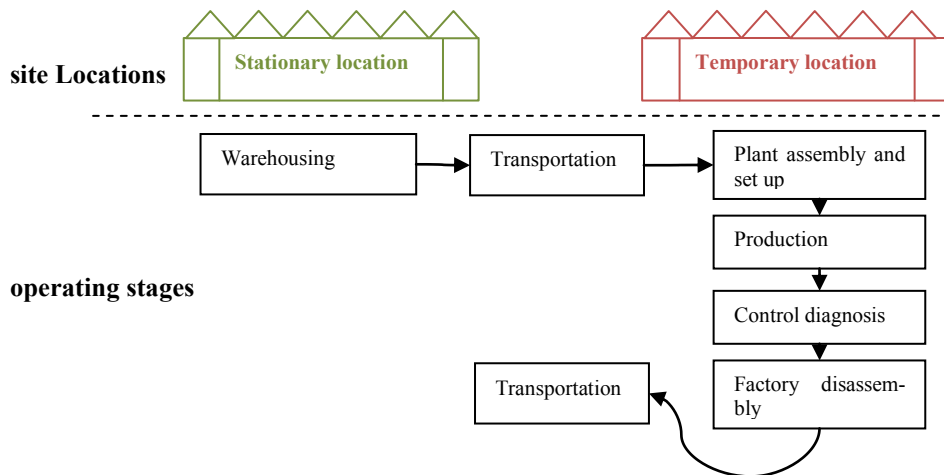 Stationary location
Temporary location
site Locations
Warehousing
Transportation
Plant assembly and
set up
Production
operating stages
Control diagnosis
Transportation
Factory disassem-
bly